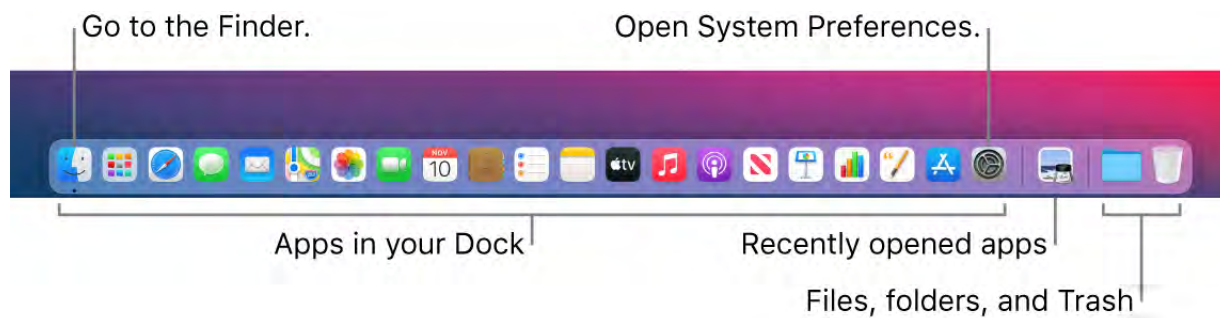 Go to the Finder.
Open System Preferences.
NOV
10
tv
Apps in your Dock
Recently opened apps
Files, folders, and Trash